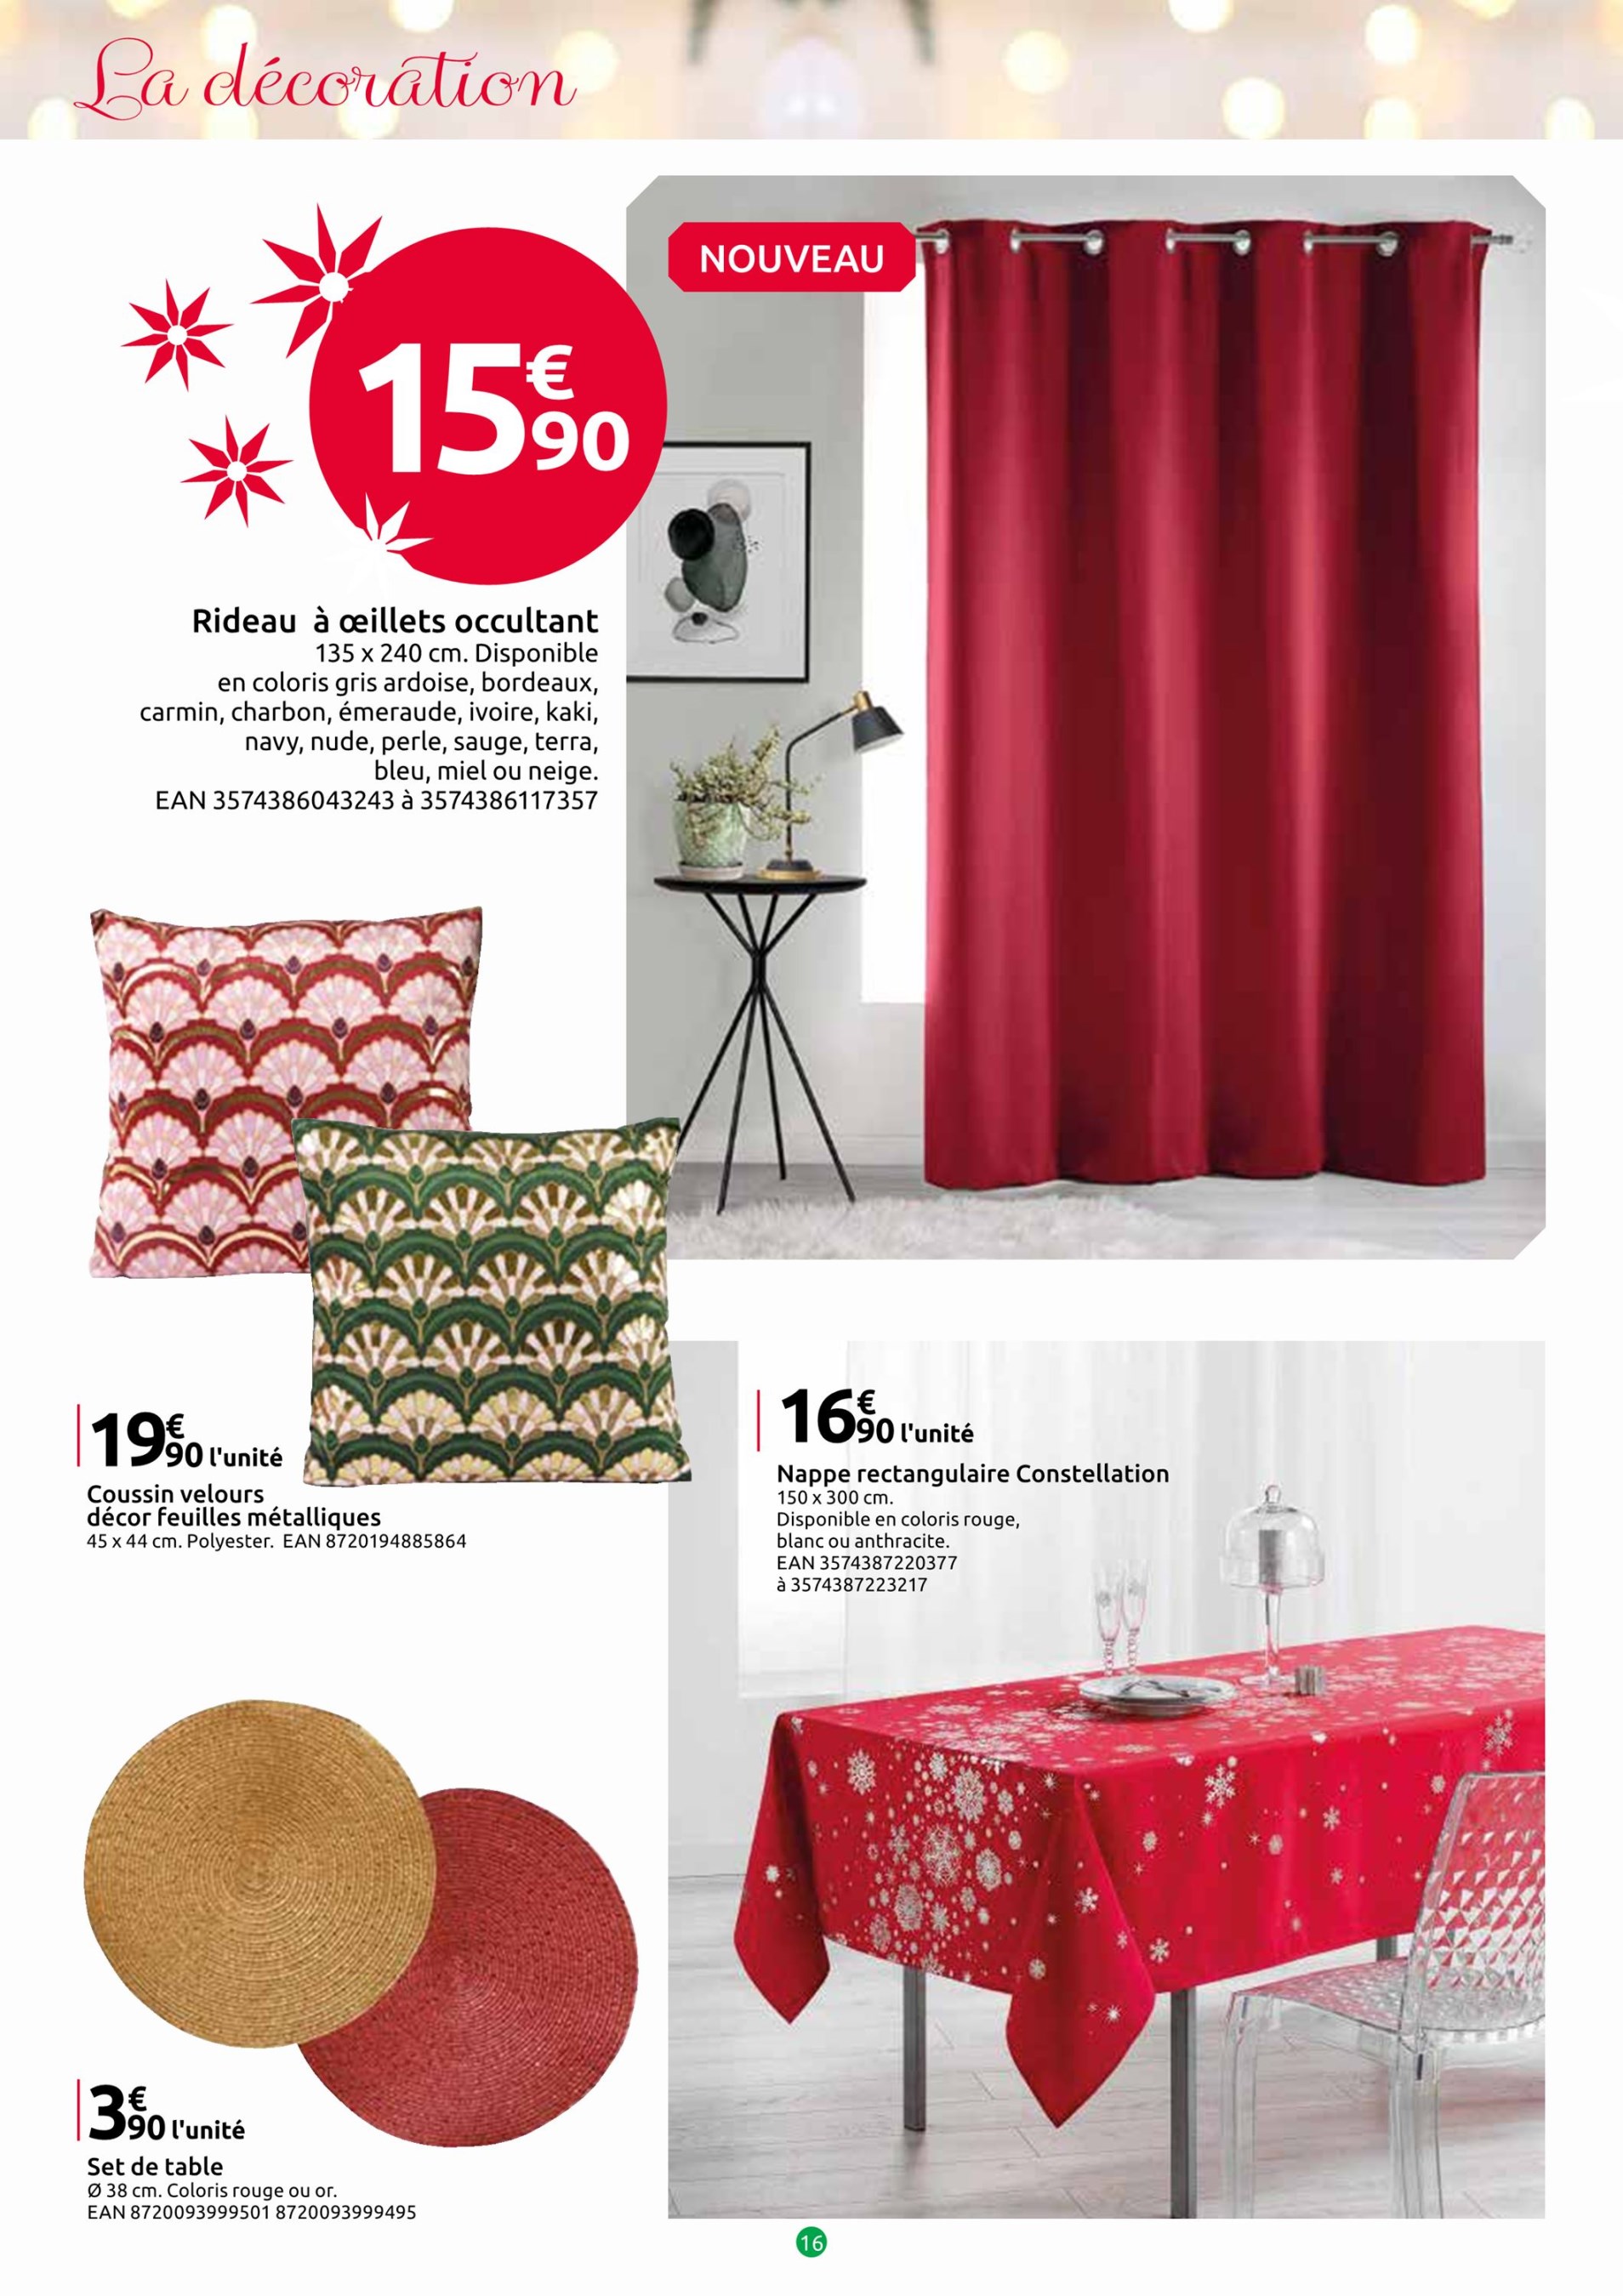 La décoration
NOUVEAU
15€90
Rideau à œillets occultant
135 x 240 cm. Disponible
en coloris gris ardoise, bordeaux,
carmin, charbon, émeraude, ivoire, kaki,
navy, nude, perle, sauge, terra,
bleu, miel ou neige.
EAN 3574386043243 à 3574386117357
19€90 l'unité
Coussin velours
décor feuilles métalliques
45 x 44 cm. Polyester. EAN 8720194885864
16€90 l'unité
Nappe rectangulaire Constellation
150 x 300 cm.
Disponible en coloris rouge,
blanc ou anthracite.
EAN 3574387220377
à 3574387223217
3€90 l'unité
Set de table
Ø 38 cm. Coloris rouge ou or.
EAN 8720093999501 8720093999495
16